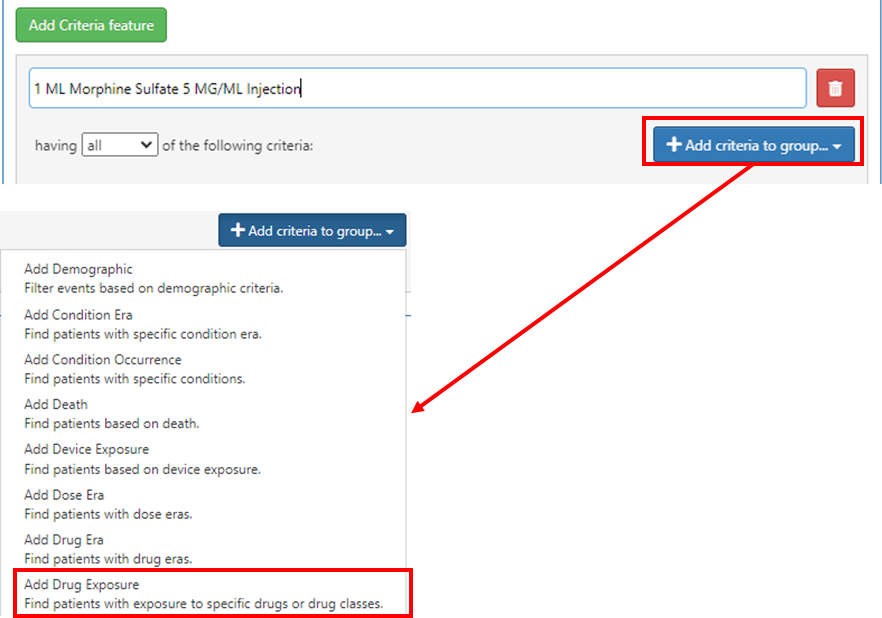 Add Criteria feature
1 ML Morphine Sulfate 5 MG/ML Injection
having all of the following criteria:
Add criteria to group...
Add criteria to group...
Add Demographic
Filter events based on demographic criteria.
Add Condition Era
Find patients with specific condition era.
Add Condition Occurrence
Find patients with specific conditions.
Add Death
Find patients based on death.
Add Device Exposure
Find patients based on device exposure.
Add Dose Era
Find patients with dose eras.
Add Drug Era
Find patients with drug eras.
Add Drug Exposure
Find patients with exposure to specific drugs or drug classes.